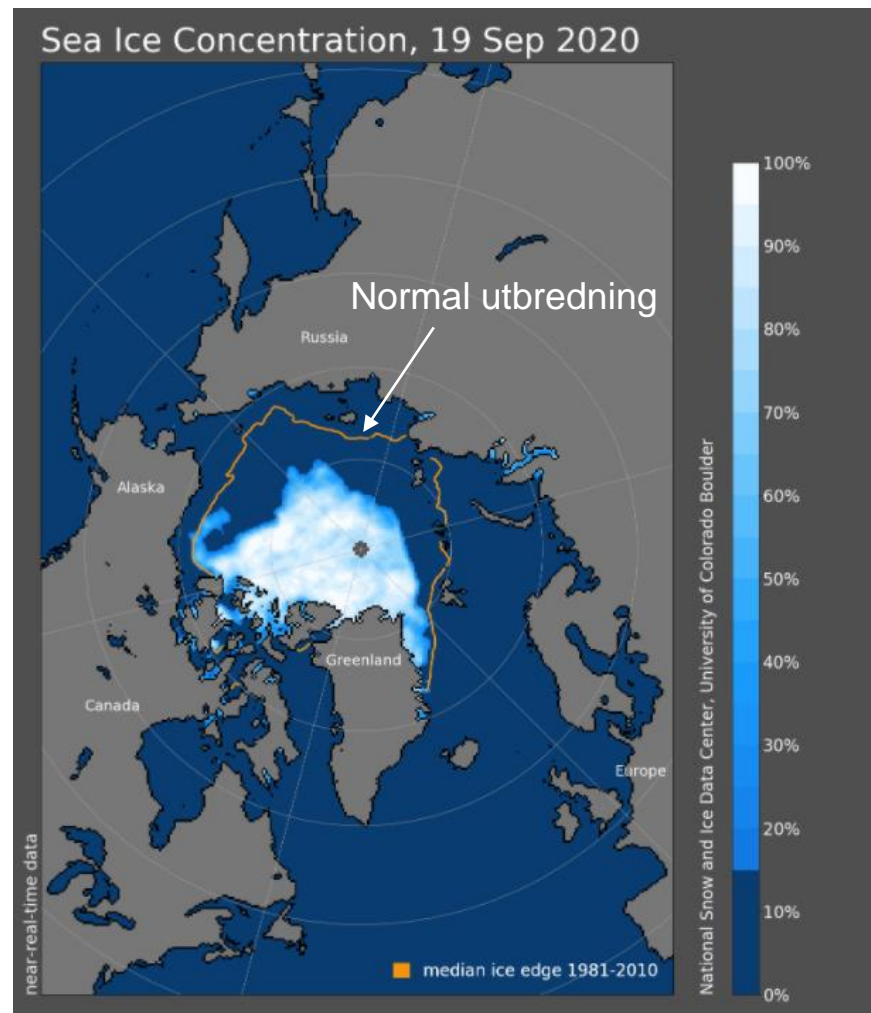 Sea Ice Concentration, 19 Sep 2020
Normal utbredning
Russia
Alaska
Greenland
Canada
Europe
near-real-time data
median ice edge 1981-2010
National Snow and Ice Data Center, University of Colorado Boulder
100%
90%
80%
70%
60%
50%
40%
30%
20%
10%
0%